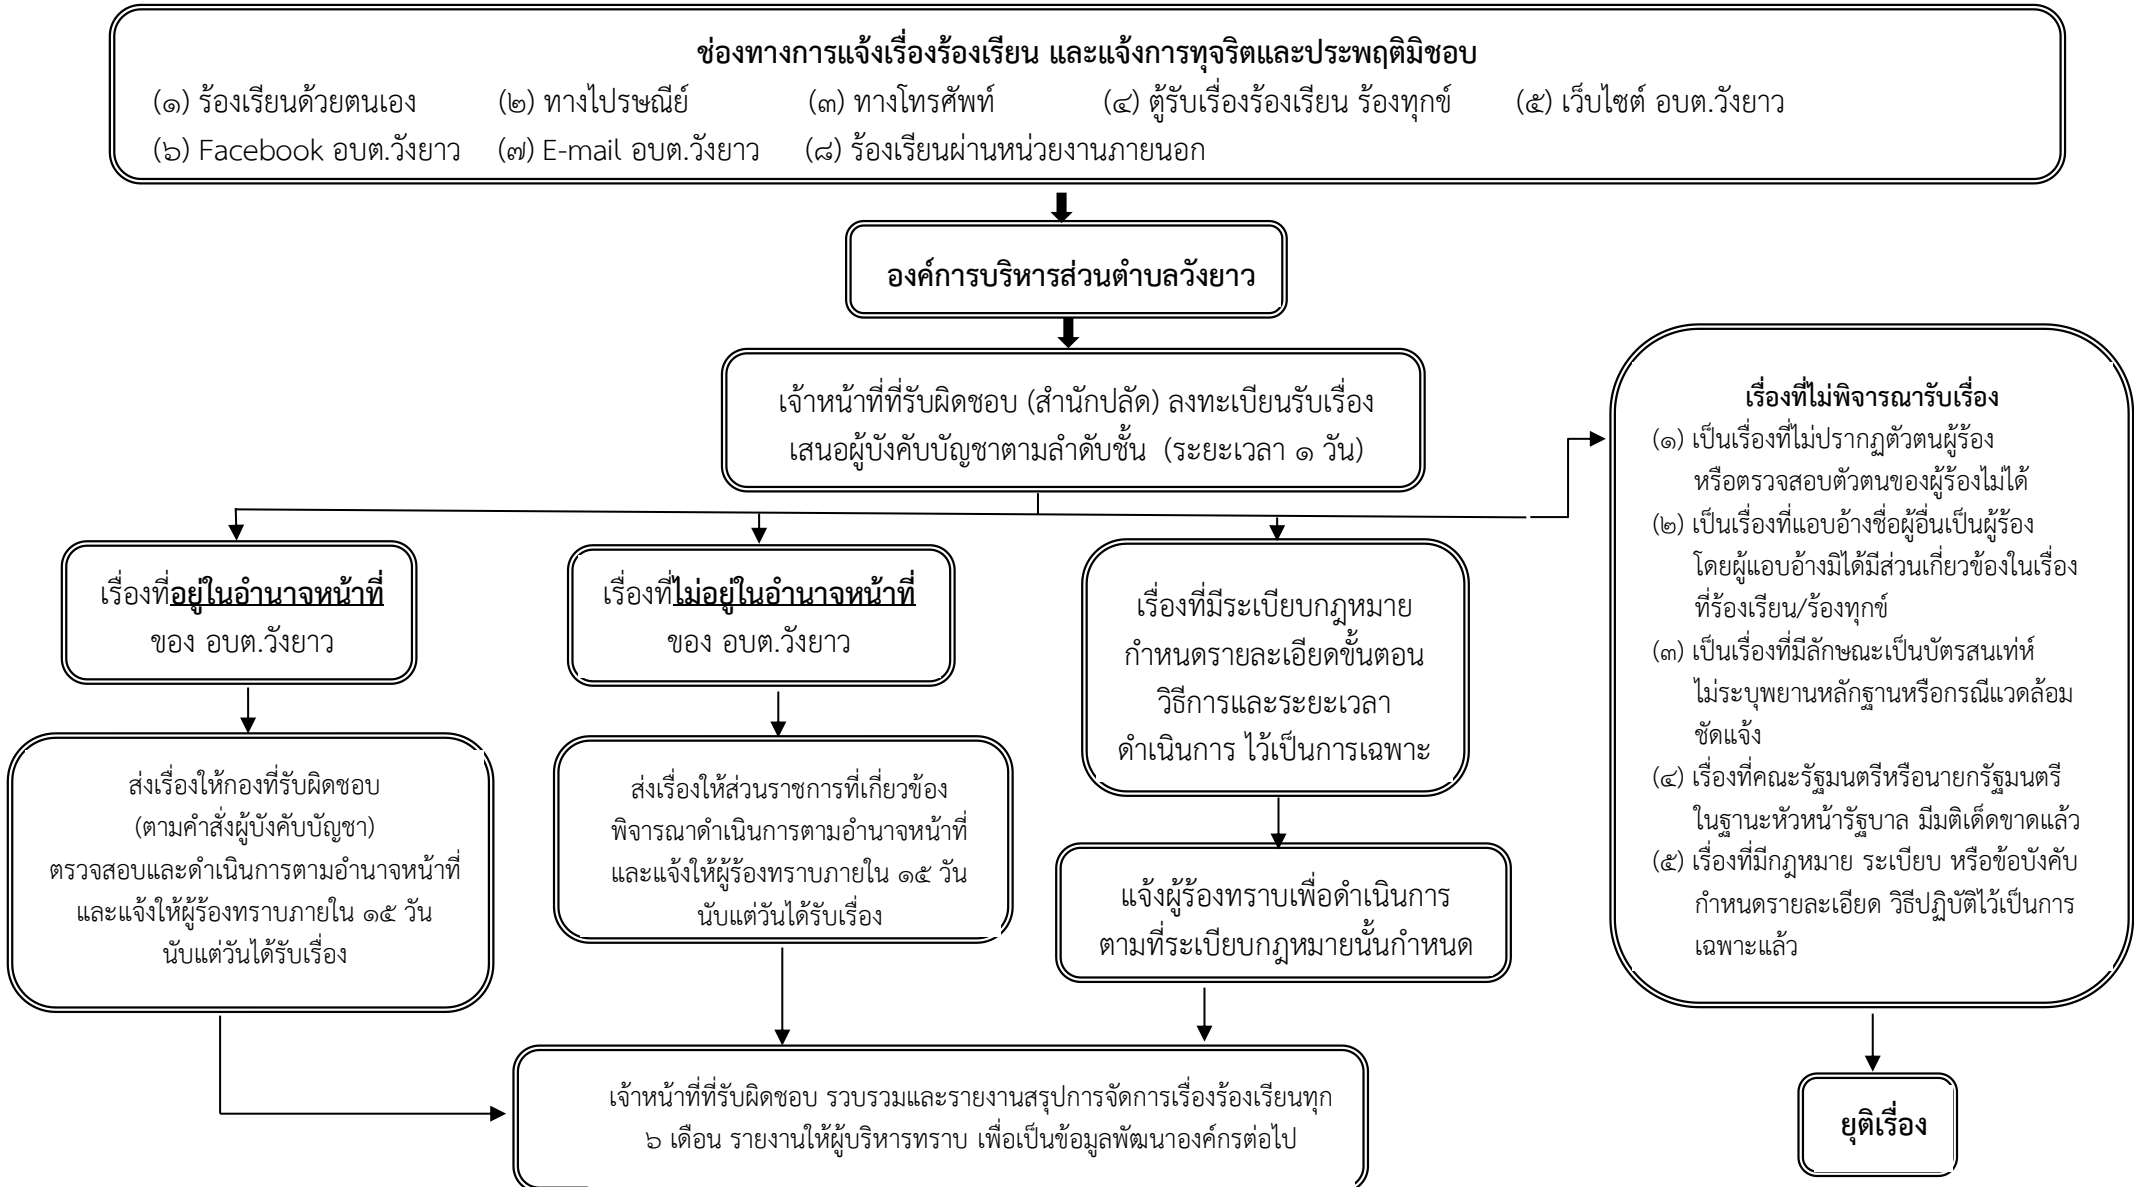 ช่องทางการแจ้งเรื่องร้องเรียน และแจ้งการทุจริตและประพฤติมิชอบ
(๑) ร้องเรียนด้วยตนเอง (๒) ทางไปรษณีย์ (๓) ทางโทรศัพท์ (๔) ตู้รับเรื่องร้องเรียน ร้องทุกข์ (๕) เว็บไซต์ อบต.วังยาว
(๖) Facebook อบต.วังยาว (๗) E-mail อบต.วังยาว (๘) ร้องเรียนผ่านหน่วยงานภายนอก
องค์การบริหารส่วนตำบลวังยาว
เจ้าหน้าที่ที่รับผิดชอบ (สำนักปลัด) ลงทะเบียนรับเรื่อง
เสนอผู้บังคับบัญชาตามลำดับชั้น (ระยะเวลา ๑ วัน)
เรื่องที่อยู่ในอำนาจหน้าที่
ของ อบต.วังยาว
เรื่องที่ไม่อยู่ในอำนาจหน้าที่
ของ อบต.วังยาว
เรื่องที่มีระเบียบกฎหมาย
กำหนดรายละเอียดขั้นตอน
วิธีการและระยะเวลา
ดำเนินการ ไว้เป็นการเฉพาะ
เรื่องที่ไม่พิจารณารับเรื่อง
(๑) เป็นเรื่องที่ไม่ปรากฏตัวตนผู้ร้อง
หรือตรวจสอบตัวตนของผู้ร้องไม่ได้
(๒) เป็นเรื่องที่แอบอ้างชื่อผู้อื่นเป็นผู้ร้อง
โดยผู้แอบอ้างมิได้มีส่วนเกี่ยวข้องในเรื่อง
ที่ร้องเรียน/ร้องทุกข์
(๓) เป็นเรื่องที่มีลักษณะเป็นบัตรสนเท่ห์
ไม่ระบุพยานหลักฐานหรือกรณีแวดล้อม
ชัดแจ้ง
(๔) เรื่องที่คณะรัฐมนตรีหรือนายกรัฐมนตรี
ในฐานะหัวหน้ารัฐบาล มีมติเด็ดขาดแล้ว
(๕) เรื่องที่มีกฎหมาย ระเบียบ หรือข้อบังคับ
กำหนดรายละเอียด วิธีปฏิบัติไว้เป็นการ
เฉพาะแล้ว
ส่งเรื่องให้กองที่รับผิดชอบ
(ตามคำสั่งผู้บังคับบัญชา)
ตรวจสอบและดำเนินการตามอำนาจหน้าที่
และแจ้งให้ผู้ร้องทราบภายใน ๑๕ วัน
นับแต่วันได้รับเรื่อง
ส่งเรื่องให้ส่วนราชการที่เกี่ยวข้อง
พิจารณาดำเนินการตามอำนาจหน้าที่
และแจ้งให้ผู้ร้องทราบภายใน ๑๕ วัน
นับแต่วันได้รับเรื่อง
แจ้งผู้ร้องทราบเพื่อดำเนินการ
ตามที่ระเบียบกฎหมายนั้นกำหนด
เจ้าหน้าที่ที่รับผิดชอบ รวบรวมและรายงานสรุปการจัดการเรื่องร้องเรียนทุก
๖ เดือน รายงานให้ผู้บริหารทราบ เพื่อเป็นข้อมูลพัฒนาองค์กรต่อไป
ยุติเรื่อง